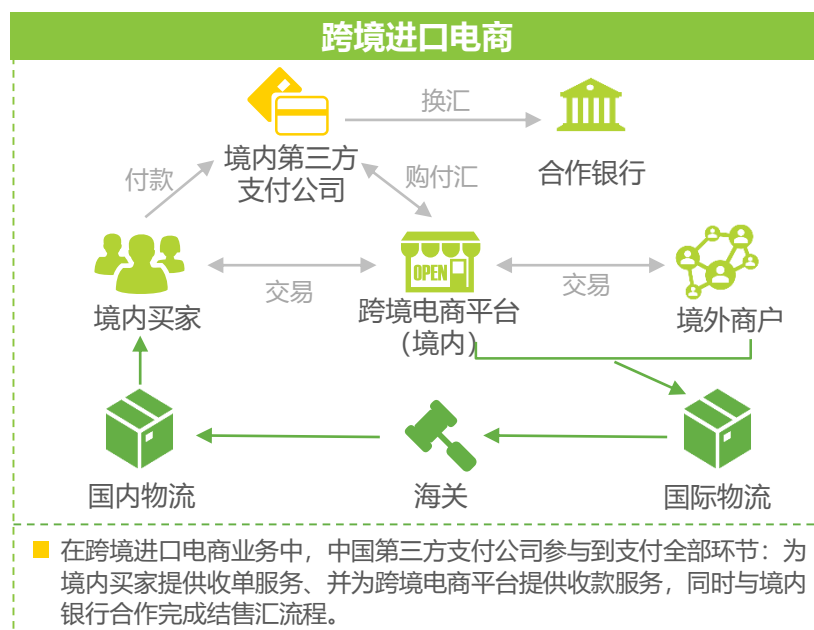 跨境进口电商
换汇
境内第三方
支付公司
合作银行
付款
购付汇
OPEN
境内买家
交易
跨境电商平台
（境内）
交易
境外商户
国内物流
海关
国际物流
在跨境进口电商业务中，中国第三方支付公司参与到支付全部环节：为
境内买家提供收单服务、并为跨境电商平台提供收款服务，同时与境内
银行合作完成结售汇流程。